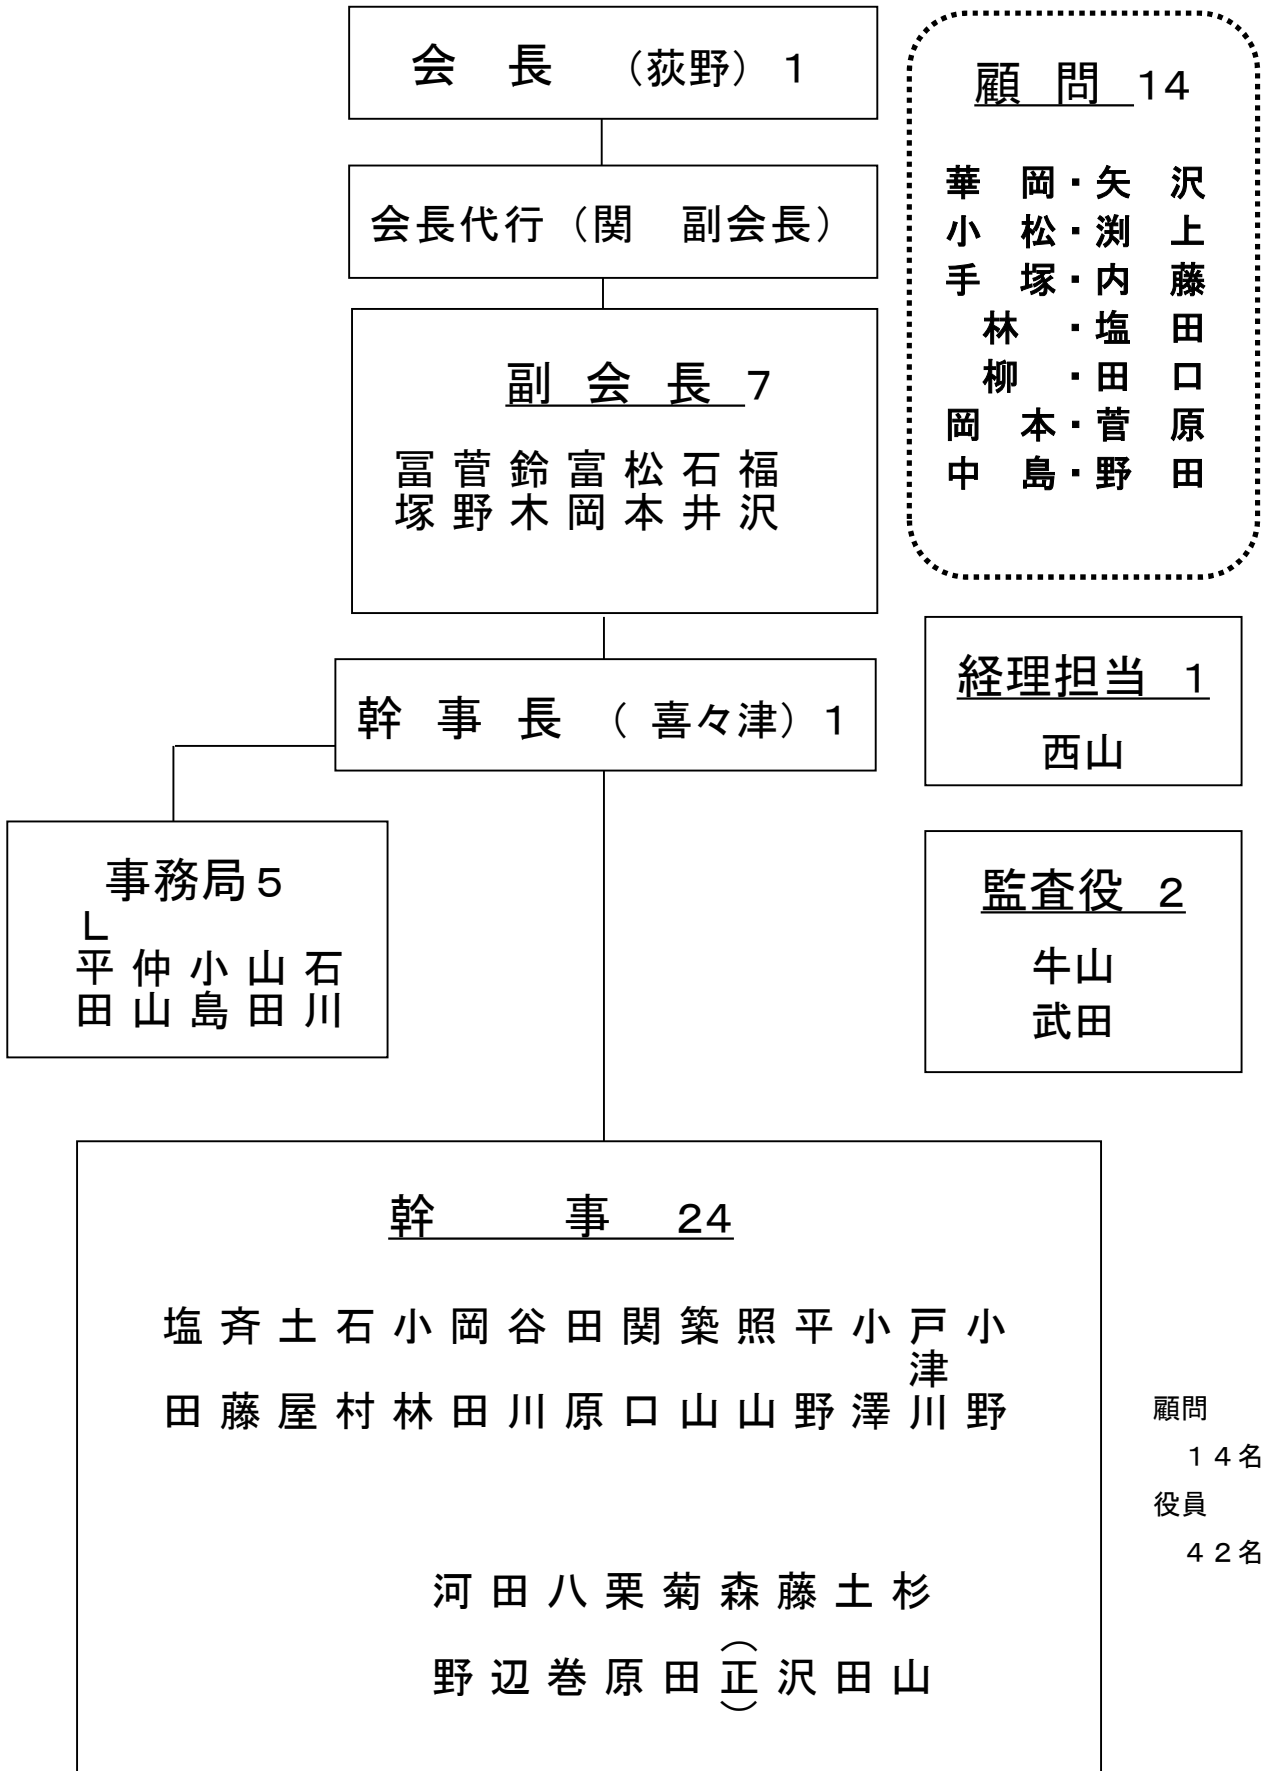 会　長　（荻野）１
会長代行（関　副会長）
副　会　長　7
冨塚　菅野　鈴木　富岡　松本　石井　福沢
幹　事　長　（ 喜々津）１
事務局５
L
平田　仲山　小島　山田　石川
顧　問　14
華　岡・矢　沢
小　松・渕　上
手　塚・内　藤
林　・塩　田
柳　・田　口
岡　本・菅　原
中　島・野　田
経理担当　１
西山
監査役　２
牛山
武田
幹　　事　24
塩田　斉藤　土屋　石村　小林　岡田　谷川　田原　関口　築山　照山　平野　小澤　戸津川　小野
河野　田辺　八巻　栗原　菊田　森（正）　藤沢　土田　杉山
顧問
１４名
役員
４２名